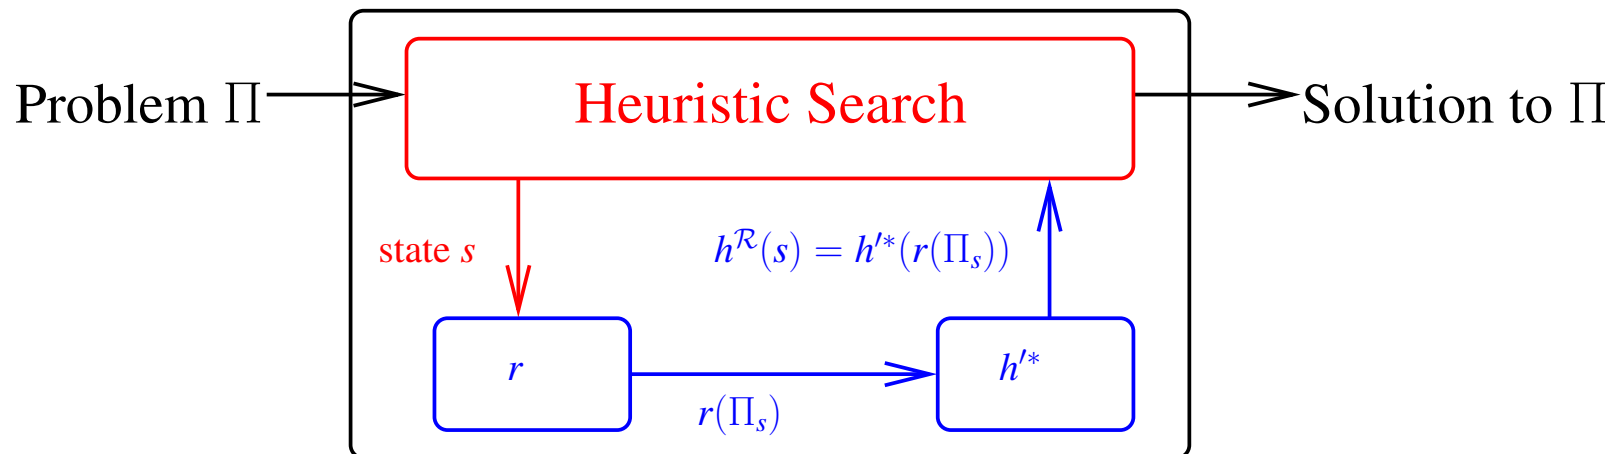 Problem Π
Heuristic Search
Solution to Π
state s
h^ℛ(s) = h′*(r(Π_s))
r
h′*
r(Π_s)